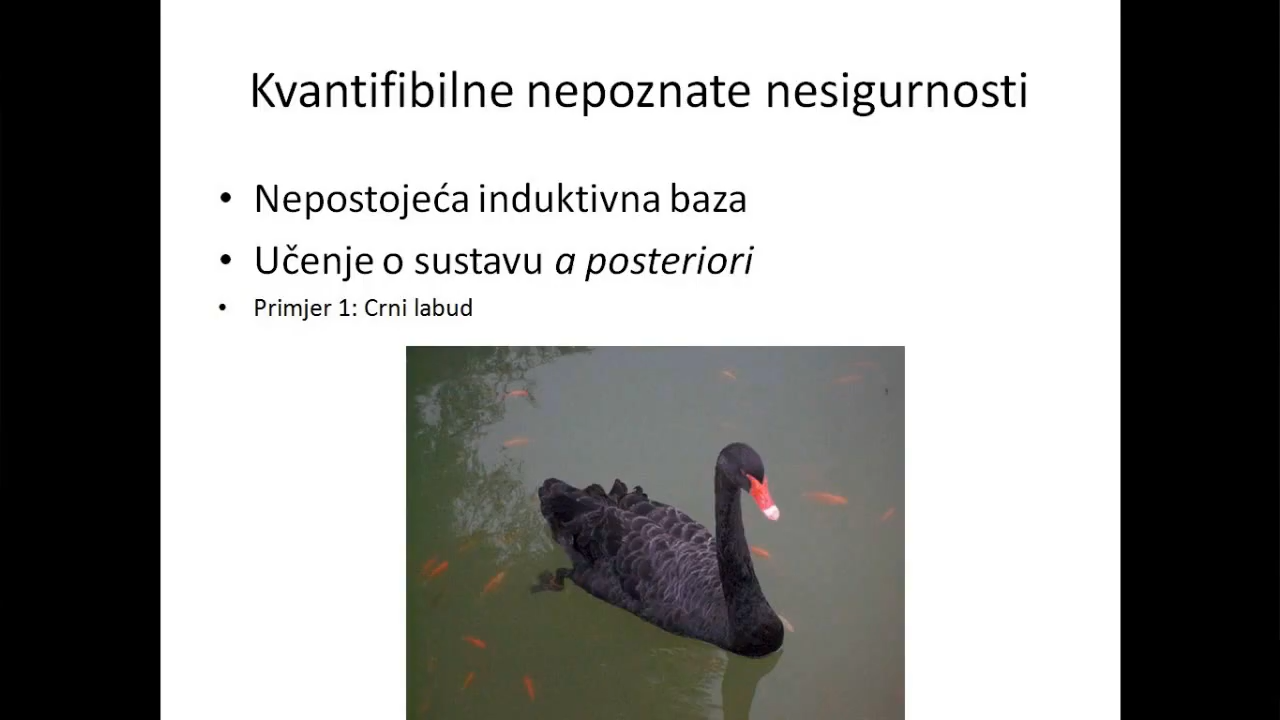 Kvantifibilne nepoznate nesigurnosti
• Nepostojeća induktivna baza
• Učenje o sustavu a posteriori
• Primjer 1: Crni labud